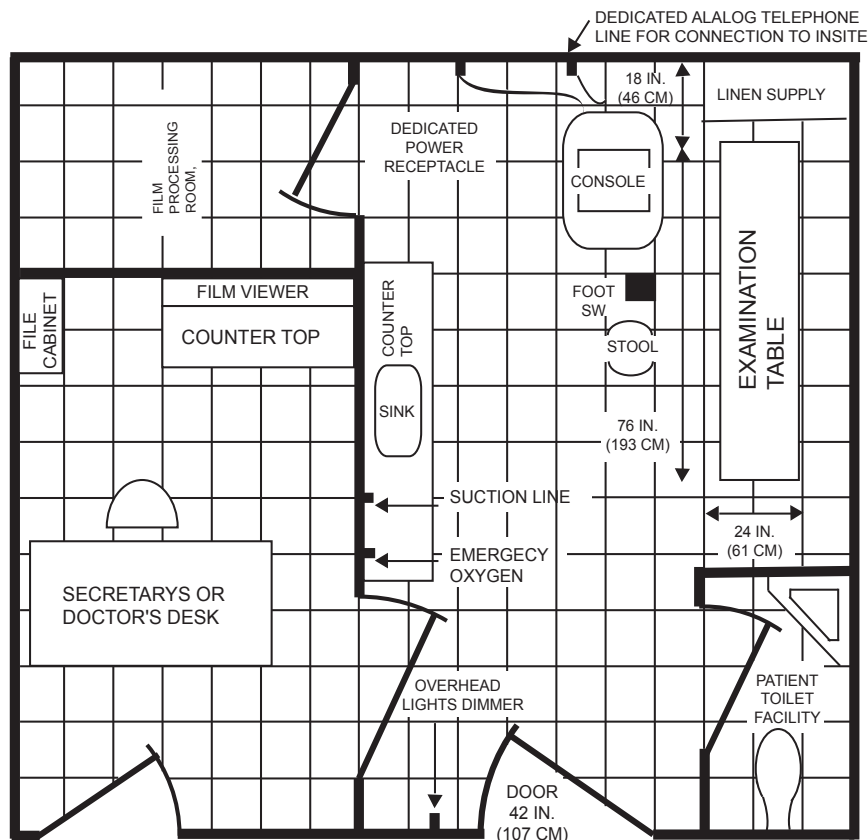 DEDICATED ALALOG TELEPHONE
LINE FOR CONNECTION TO INSITE
18 IN.
(46 CM)
LINEN SUPPLY
DEDICATED
POWER
RECEPTACLE
FILM
PROCESSING
ROOM,
CONSOLE
EXAMINATION
TABLE
FILE
CABINET
FILM VIEWER
COUNTER TOP
COUNTER
TOP
FOOT
SW
STOOL
SINK
76 IN.
(193 CM)
SUCTION LINE
24 IN.
(61 CM)
EMERGECY
OXYGEN
SECRETARYS OR
DOCTOR'S DESK
OVERHEAD
LIGHTS DIMMER
PATIENT
TOILET
FACILITY
DOOR
42 IN.
(107 CM)